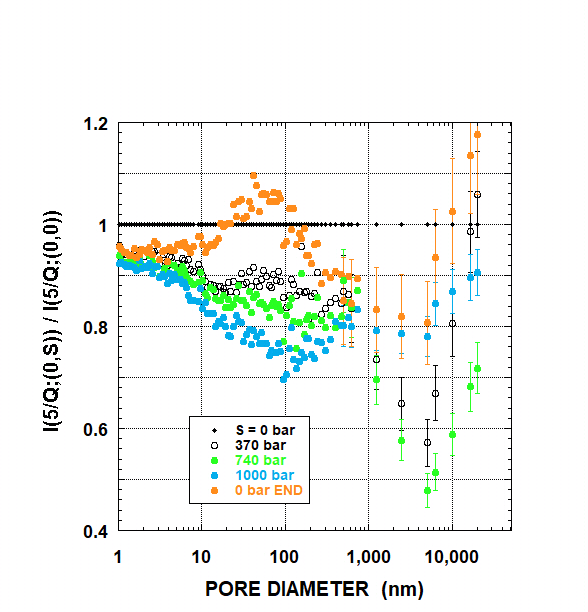 I(5/Q;(0,S)) / I(5/Q;(0,0))
1.2
1
0.8
0.6
0.4
S = 0 bar
370 bar
740 bar
1000 bar
0 bar END
1 10 100 1,000 10,000
PORE DIAMETER (nm)